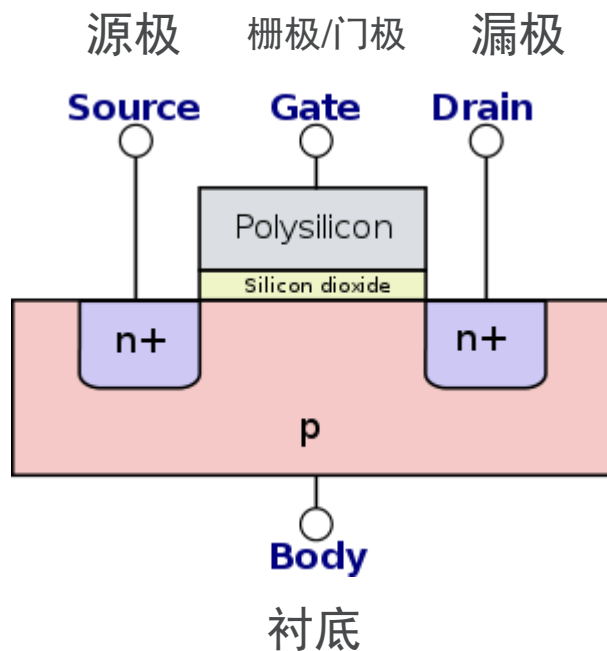 源极 栅极/门极 漏极
Source Gate Drain
Polysilicon
Silicon dioxide
n+ n+
p
Body
衬底